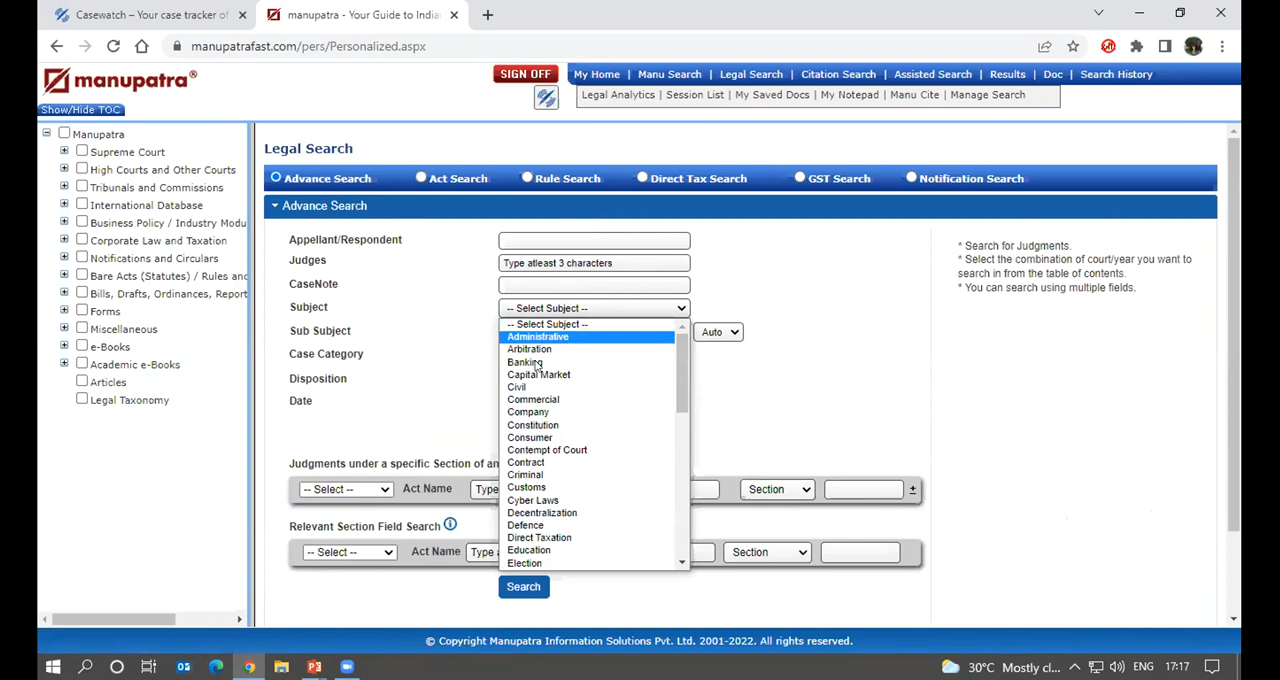 Casewatch – Your case tracker of
manupatra - Your Guide to India
manupatrafast.com/pers/Personalized.aspx
manupatra®
SIGN OFF
My Home | Manu Search | Legal Search | Citation Search | Assisted Search | Results | Doc | Search History
Legal Analytics | Session List | My Saved Docs | My Notepad | Manu Cite | Manage Search
Show/Hide TOC
Manupatra
Supreme Court
High Courts and Other Courts
Tribunals and Commissions
International Database
Business Policy / Industry Modu
Corporate Law and Taxation
Notifications and Circulars
Bare Acts (Statutes) / Rules and
Bills, Drafts, Ordinances, Report
Forms
Miscellaneous
e-Books
Academic e-Books
Articles
Legal Taxonomy
Legal Search
Advance Search Act Search Rule Search Direct Tax Search GST Search Notification Search
Advance Search
Appellant/Respondent
Judges Type atleast 3 characters
CaseNote
Subject -- Select Subject --
Sub Subject Auto
Case Category
Disposition
Date
-- Select Subject --
Administrative
Arbitration
Banking
Capital Market
Civil
Commercial
Company
Constitution
Consumer
Contempt of Court
Contract
Criminal
Customs
Cyber Laws
Decentralization
Defence
Direct Taxation
Education
Election
* Search for Judgments.
* Select the combination of court/year you want to
search in from the table of contents.
* You can search using multiple fields.
Judgments under a specific Section of an
-- Select -- Act Name Type Section ±
Relevant Section Field Search
-- Select -- Act Name Type a Section
Search
© Copyright Manupatra Information Solutions Pvt. Ltd. 2001-2022. All rights reserved.
30°C Mostly cl... ENG 17:17